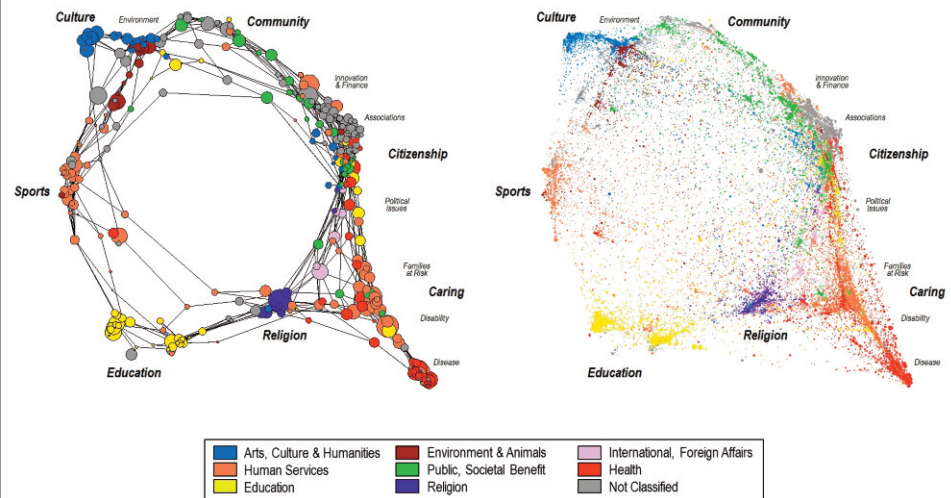 Culture
Environment
Community
Innovation
& Finance
Associations
Citizenship
Sports
Political
Issues
Families
at Risk
Caring
Disability
Religion
Disease
Education
Culture
Environment
Community
Innovation
& Finance
Associations
Citizenship
Sports
Political
Issues
Families
at Risk
Caring
Disability
Religion
Disease
Education
Arts, Culture & Humanities
Human Services
Education
Environment & Animals
Public, Societal Benefit
Religion
International, Foreign Affairs
Health
Not Classified